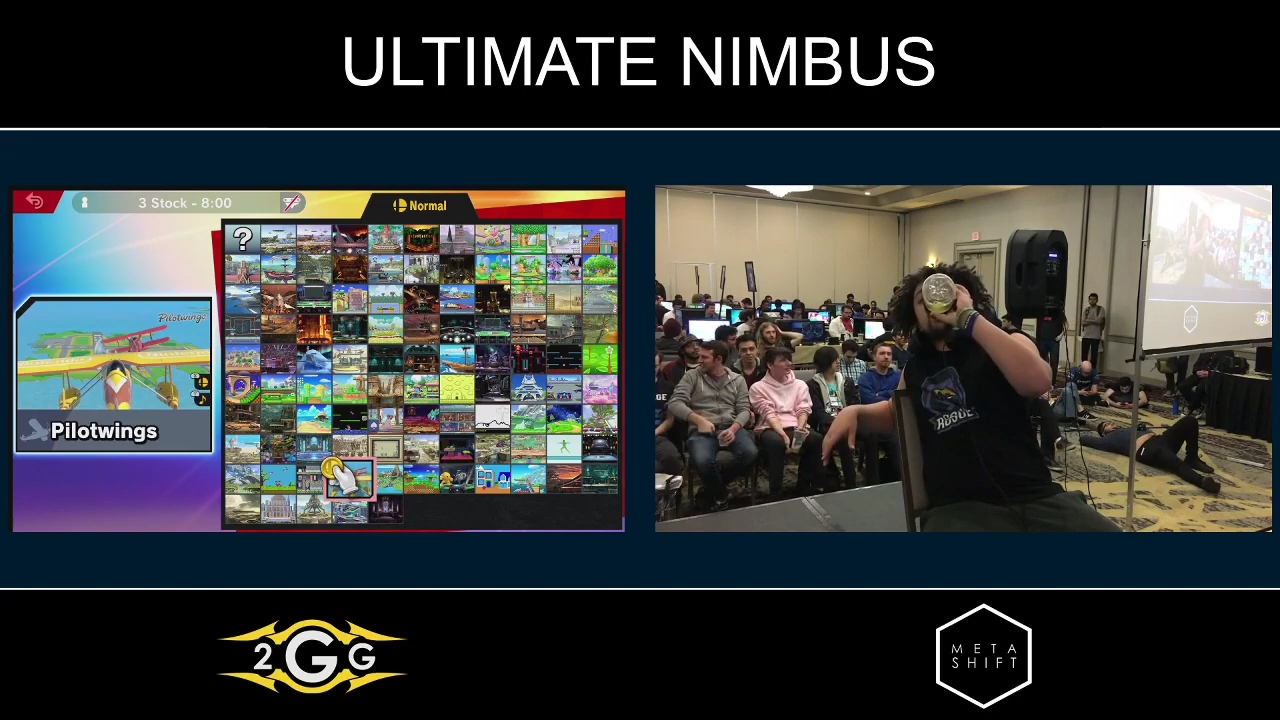 ULTIMATE NIMBUS
3 Stock - 8:00
Normal
?
Pilotwings
Pilotwings
ROGUE
2GG
META
SHIFT